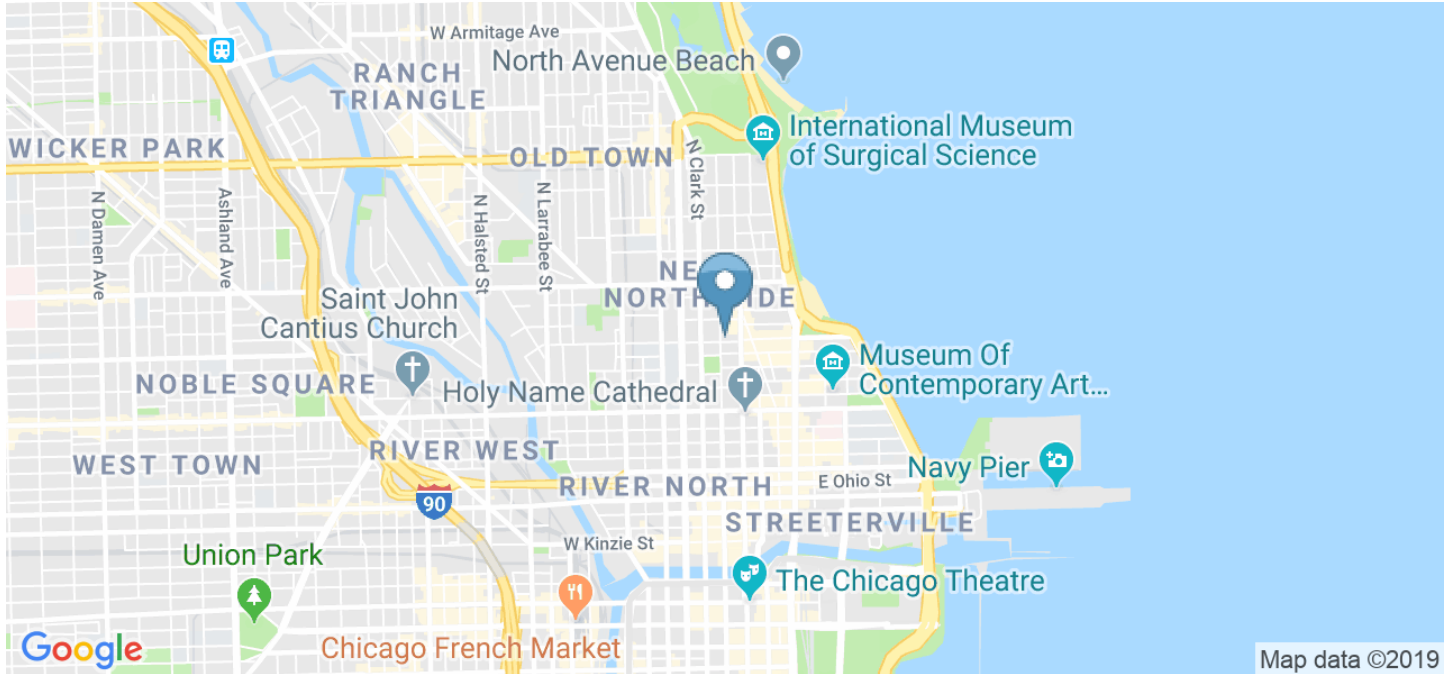 W Armitage Ave
North Avenue Beach
RANCH
TRIANGLE
International Museum
of Surgical Science
WICKER PARK
OLD TOWN
N Clark St
N Damen Ave
Ashland Ave
N Halsted St
N Larrabee St
NE
NORTH IDE
Saint John
Cantius Church
Museum Of
Contemporary Art...
NOBLE SQUARE
Holy Name Cathedral
RIVER WEST
WEST TOWN
Navy Pier
E Ohio St
RIVER NORTH
90
STREETERVILLE
W Kinzie St
Union Park
The Chicago Theatre
Chicago French Market
Google
Map data ©2019